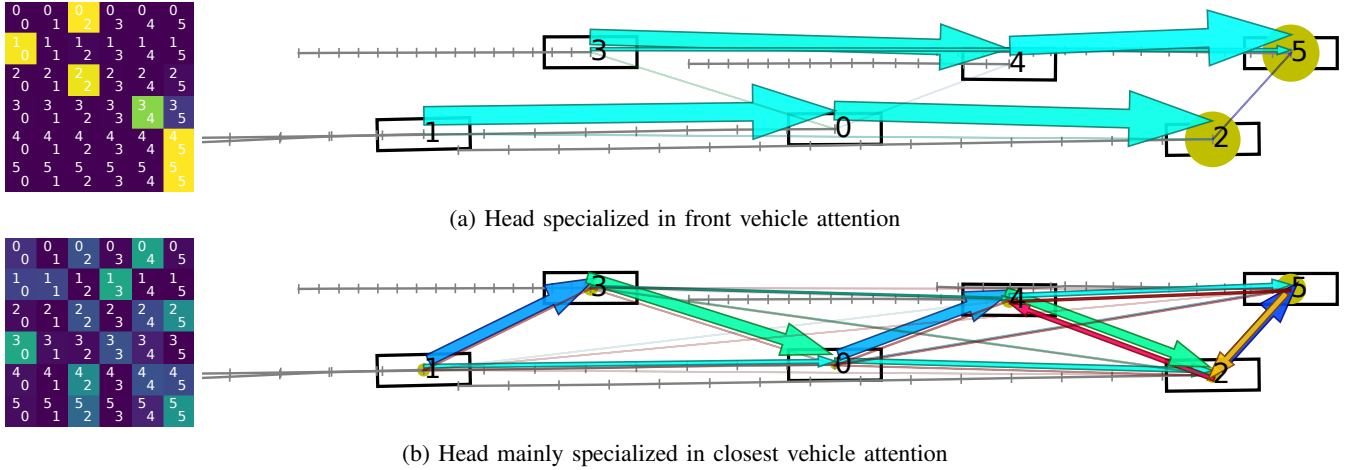 0 0 0 0 0 0
0 1 2 3 4 5
1 1 1 1 1 1
0 1 2 3 4 5
2 2 2 2 2 2
0 1 2 3 4 5
3 3 3 3 3 3
0 1 2 3 4 5
4 4 4 4 4 4
0 1 2 3 4 5
5 5 5 5 5 5
0 1 2 3 4 5
3 4 5
1 0 2
(a) Head specialized in front vehicle attention
0 0 0 0 0 0
0 1 2 3 4 5
1 1 1 1 1 1
0 1 2 3 4 5
2 2 2 2 2 2
0 1 2 3 4 5
3 3 3 3 3 3
0 1 2 3 4 5
4 4 4 4 4 4
0 1 2 3 4 5
5 5 5 5 5 5
0 1 2 3 4 5
3 4 5
1 0 2
(b) Head mainly specialized in closest vehicle attention